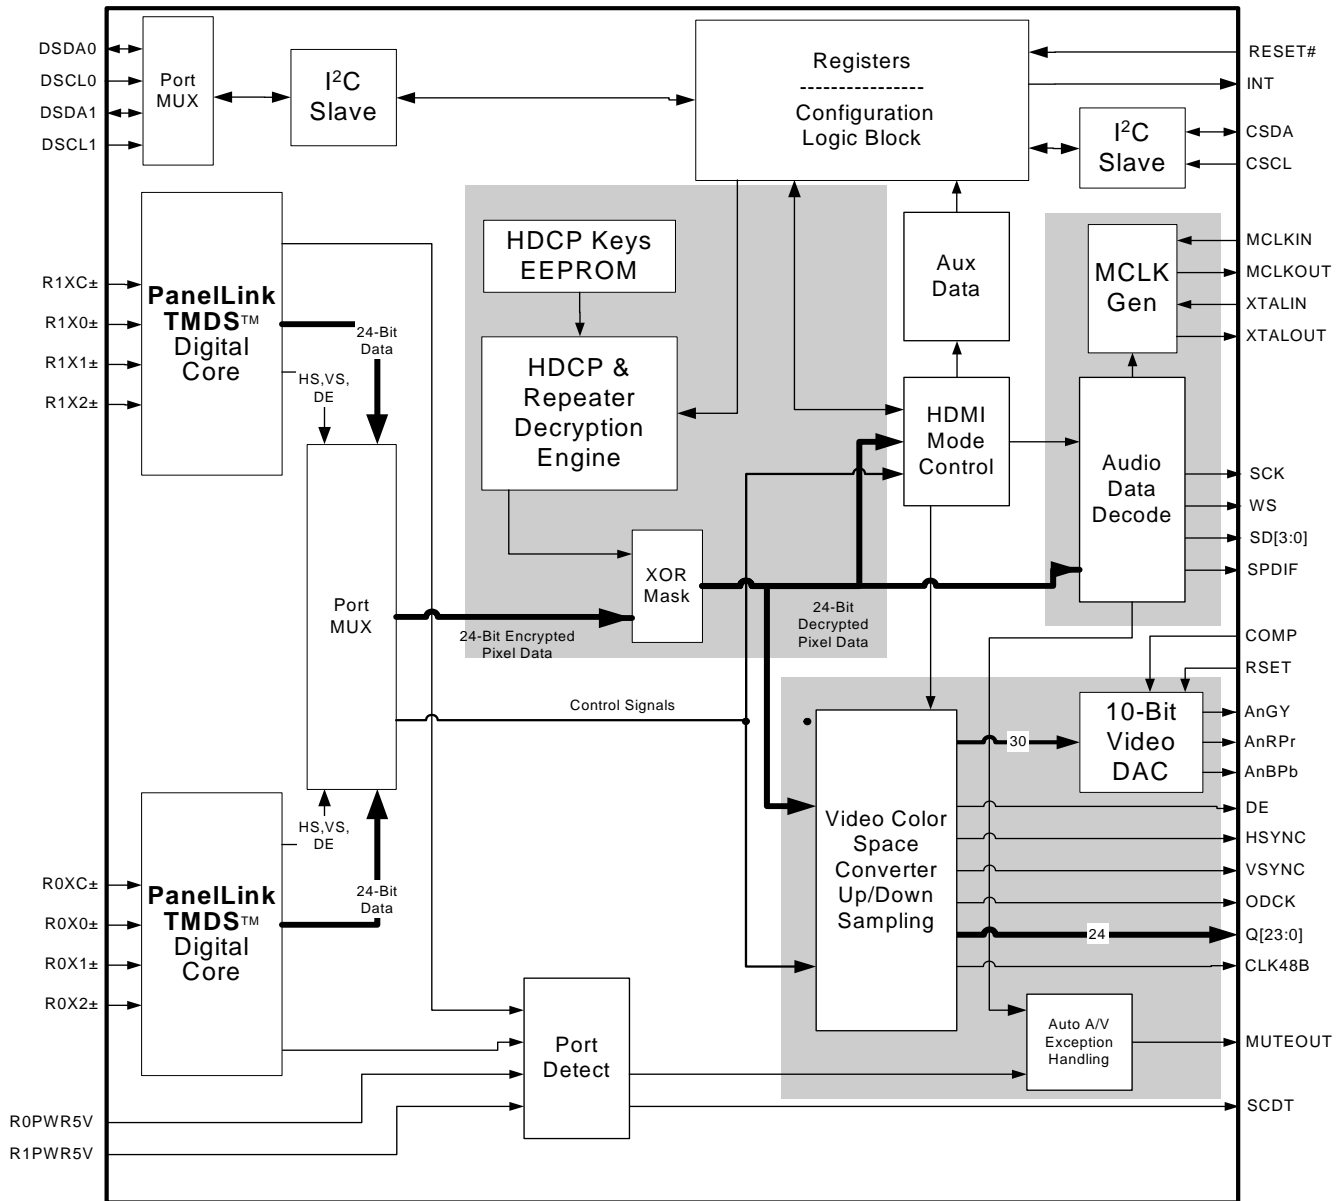 DSDA0
DSCL0
DSDA1
DSCL1
Port
MUX
I²C
Slave
Registers
----------------
Configuration
Logic Block
RESET#
INT
I²C
Slave
CSDA
CSCL
R1XC±
R1X0±
R1X1±
R1X2±
PanelLink
TMDS™
Digital
Core
24-Bit
Data
HS,VS,
DE
HDCP Keys
EEPROM
HDCP &
Repeater
Decryption
Engine
Aux
Data
HDMI
Mode
Control
MCLK
Gen
MCLKIN
MCLKOUT
XTALIN
XTALOUT
Audio
Data
Decode
SCK
WS
SD[3:0]
SPDIF
XOR
Mask
Port
MUX
24-Bit Encrypted
Pixel Data
24-Bit
Decrypted
Pixel Data
Control Signals
COMP
RSET
10-Bit
Video
DAC
AnGY
AnRPr
AnBPb
30
Video Color
Space
Converter
Up/Down
Sampling
DE
HSYNC
VSYNC
ODCK
24
Q[23:0]
CLK48B
HS,VS,
DE
24-Bit
Data
R0XC±
R0X0±
R0X1±
R0X2±
PanelLink
TMDS™
Digital
Core
Port
Detect
Auto A/V
Exception
Handling
MUTEOUT
SCDT
R0PWR5V
R1PWR5V